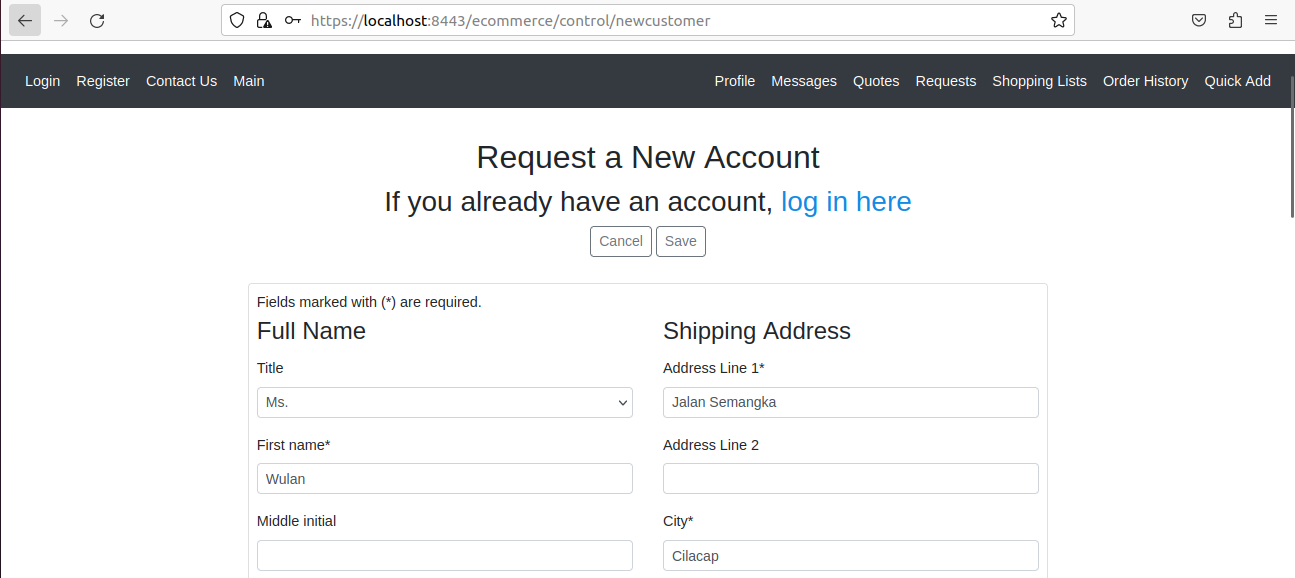 https://localhost:8443/ecommerce/control/newcustomer
Login Register Contact Us Main Profile Messages Quotes Requests Shopping Lists Order History Quick Add
Request a New Account
If you already have an account, log in here
Cancel Save
Fields marked with (*) are required.
Full Name
Title
Ms.
First name*
Wulan
Middle initial
Shipping Address
Address Line 1*
Jalan Semangka
Address Line 2
City*
Cilacap